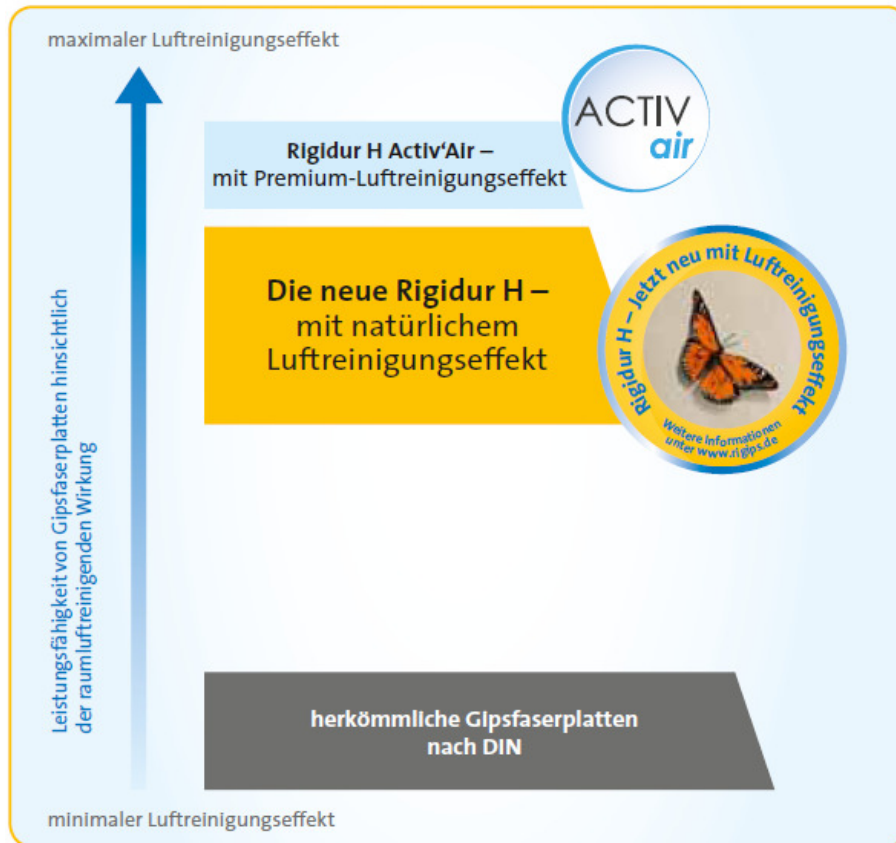 maximaler Luftreinigungseffekt
ACTIV
air
Rigidur H Activ‘Air –
mit Premium-Luftreinigungseffekt
Die neue Rigidur H –
mit natürlichem
Luftreinigungseffekt
Rigidur H – Jetzt neu mit Luftreinigungseffekt
Weitere Informationen
unter www.rigips.de
Leistungsfähigkeit von Gipsfaserplatten hinsichtlich
der raumluftreinigenden Wirkung
herkömmliche Gipsfaserplatten
nach DIN
minimaler Luftreinigungseffekt